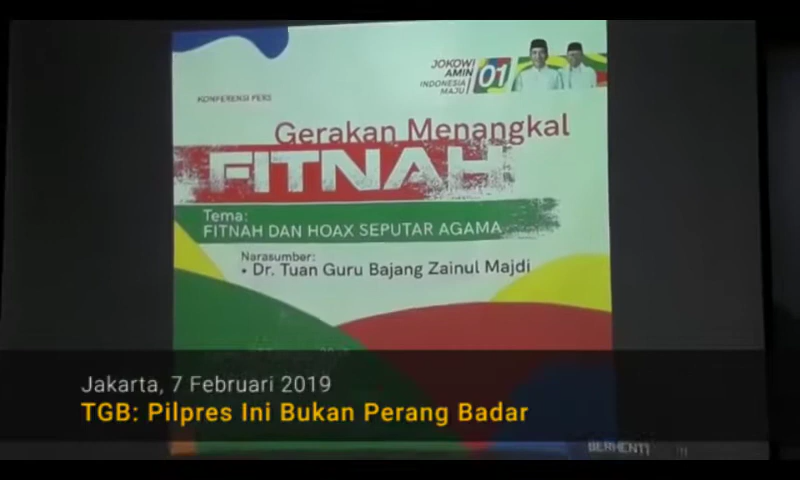 JOKOWI
AMIN
INDONESIA
MAJU
01
KONFERENSI PERS
Gerakan Menangkal
FITNAH
Tema:
FITNAH DAN HOAX SEPUTAR AGAMA
Narasumber:
• Dr. Tuan Guru Bajang Zainul Majdi
Jakarta, 7 Februari 2019
TGB: Pilpres Ini Bukan Perang Badar
BERHENTI